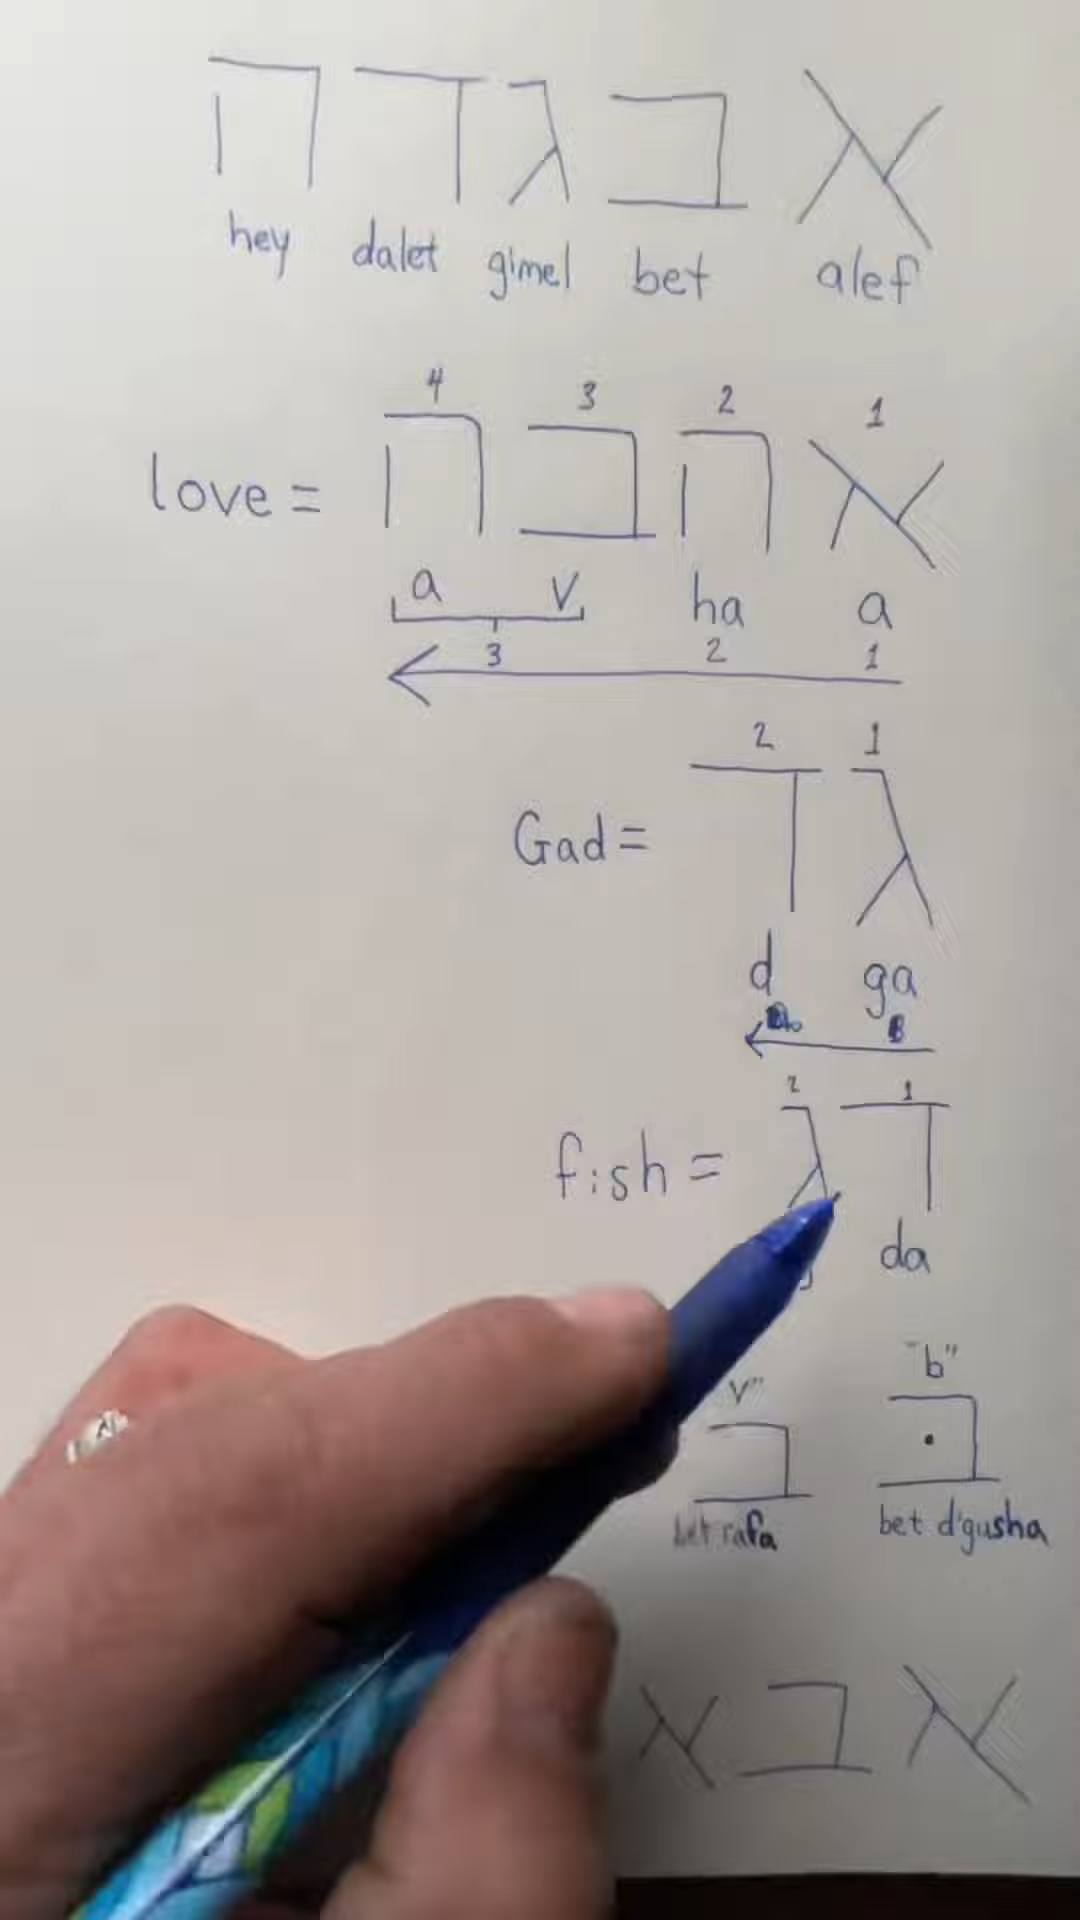 א ב ג ד ה
hey dalet gimel bet alef
4 3 2 1
love = אהבה
a v ha a
3 2 1
2 1
Gad = גד
d ga
2 1
fish = דג
da
"b"
v"
ב בּ
bet rafa bet d'gusha
אבא